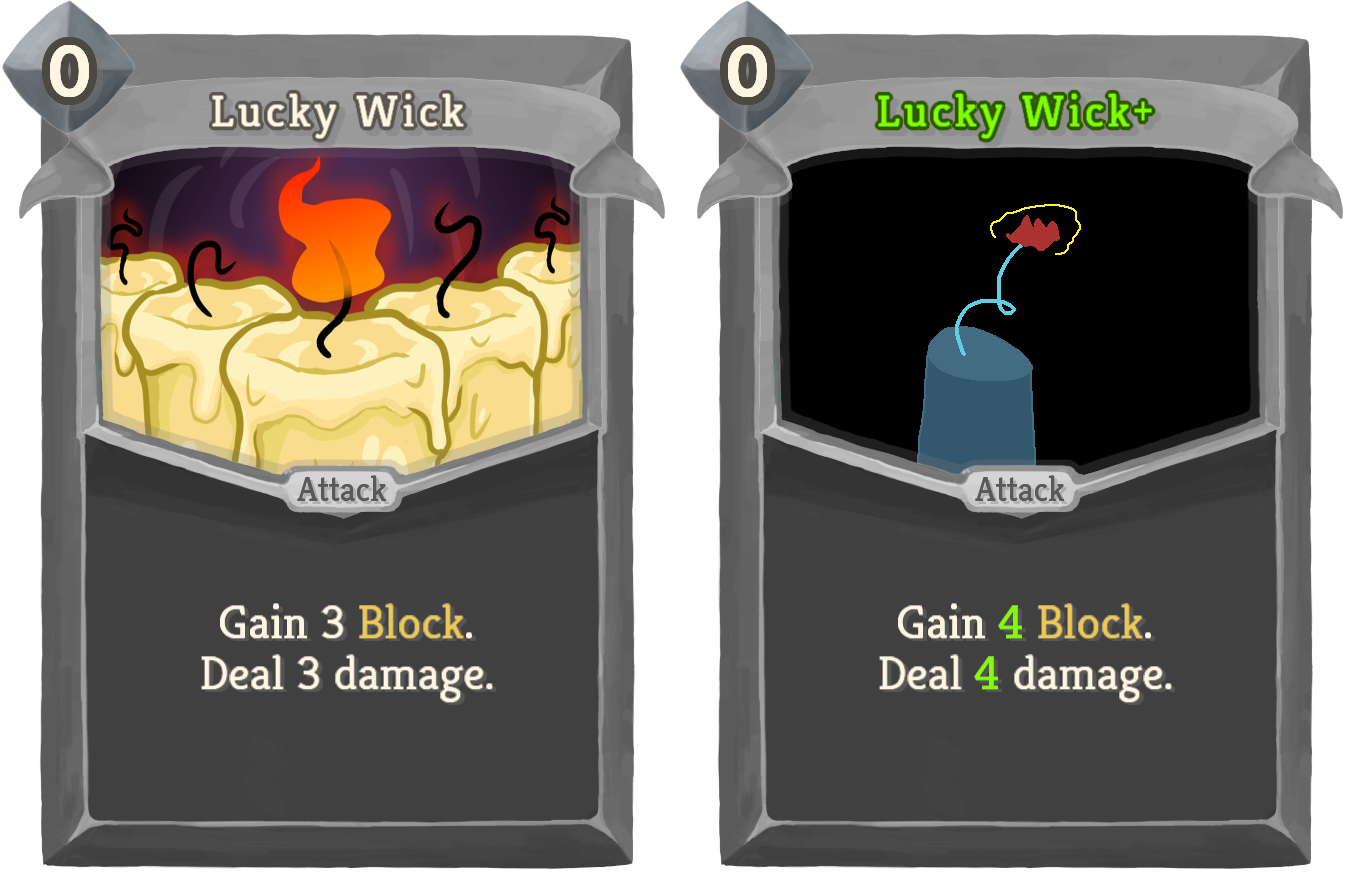 0
Lucky Wick
Attack
Gain 3 Block.
Deal 3 damage.
0
Lucky Wick+
Attack
Gain 4 Block.
Deal 4 damage.